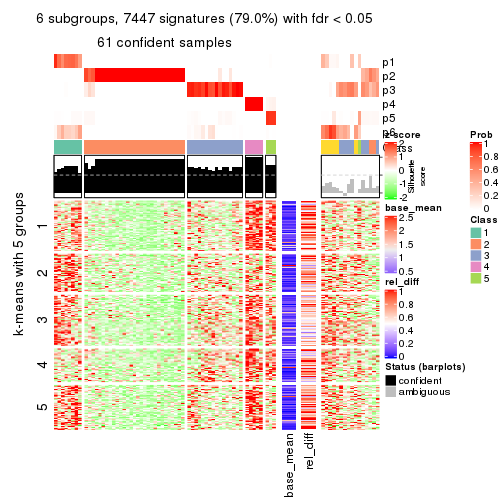 6 subgroups, 7447 signatures (79.0%) with fdr < 0.05
61 confident samples
p1
p2
p3
p4
p5
p6
Class
Silhouette
score
k-means with 5 groups
1
2
3
4
5
base_mean
rel_diff
z-score
2
1
0
-1
-2
base_mean
2.5
1.5
0.5
-0.5
rel_diff
1
0.8
0.6
0.4
0.2
0
Status (barplots)
confident
ambiguous
Prob
1
0.8
0.6
0.4
0.2
0
Class
1
2
3
4
5